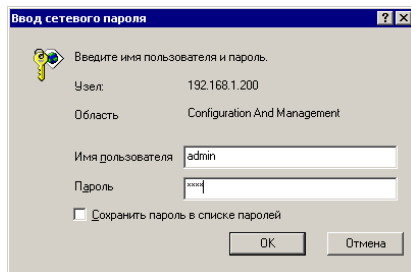 Ввод сетевого пароля
Введите имя пользователя и пароль.
Узел: 192.168.1.200
Область Configuration And Management
Имя пользователя admin
Пароль ****
Сохранить пароль в списке паролей
OK Отмена